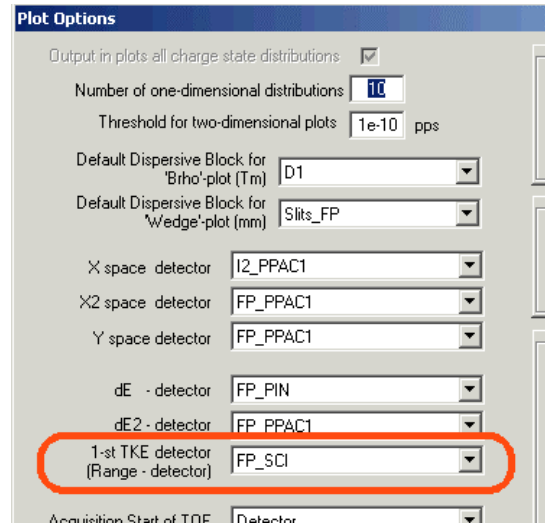 Plot Options
Output in plots all charge state distributions
Number of one-dimensional distributions 10
Threshold for two-dimensional plots 1e-10 pps
Default Dispersive Block for
'Brho'-plot (Tm) D1
Default Dispersive Block for
'Wedge'-plot (mm) Slits_FP
X space detector I2_PPAC1
X2 space detector FP_PPAC1
Y space detector FP_PPAC1
dE - detector FP_PIN
dE2 - detector FP_PPAC1
1-st TKE detector
(Range - detector) FP_SCI
Acquisition Start of TOF Detector